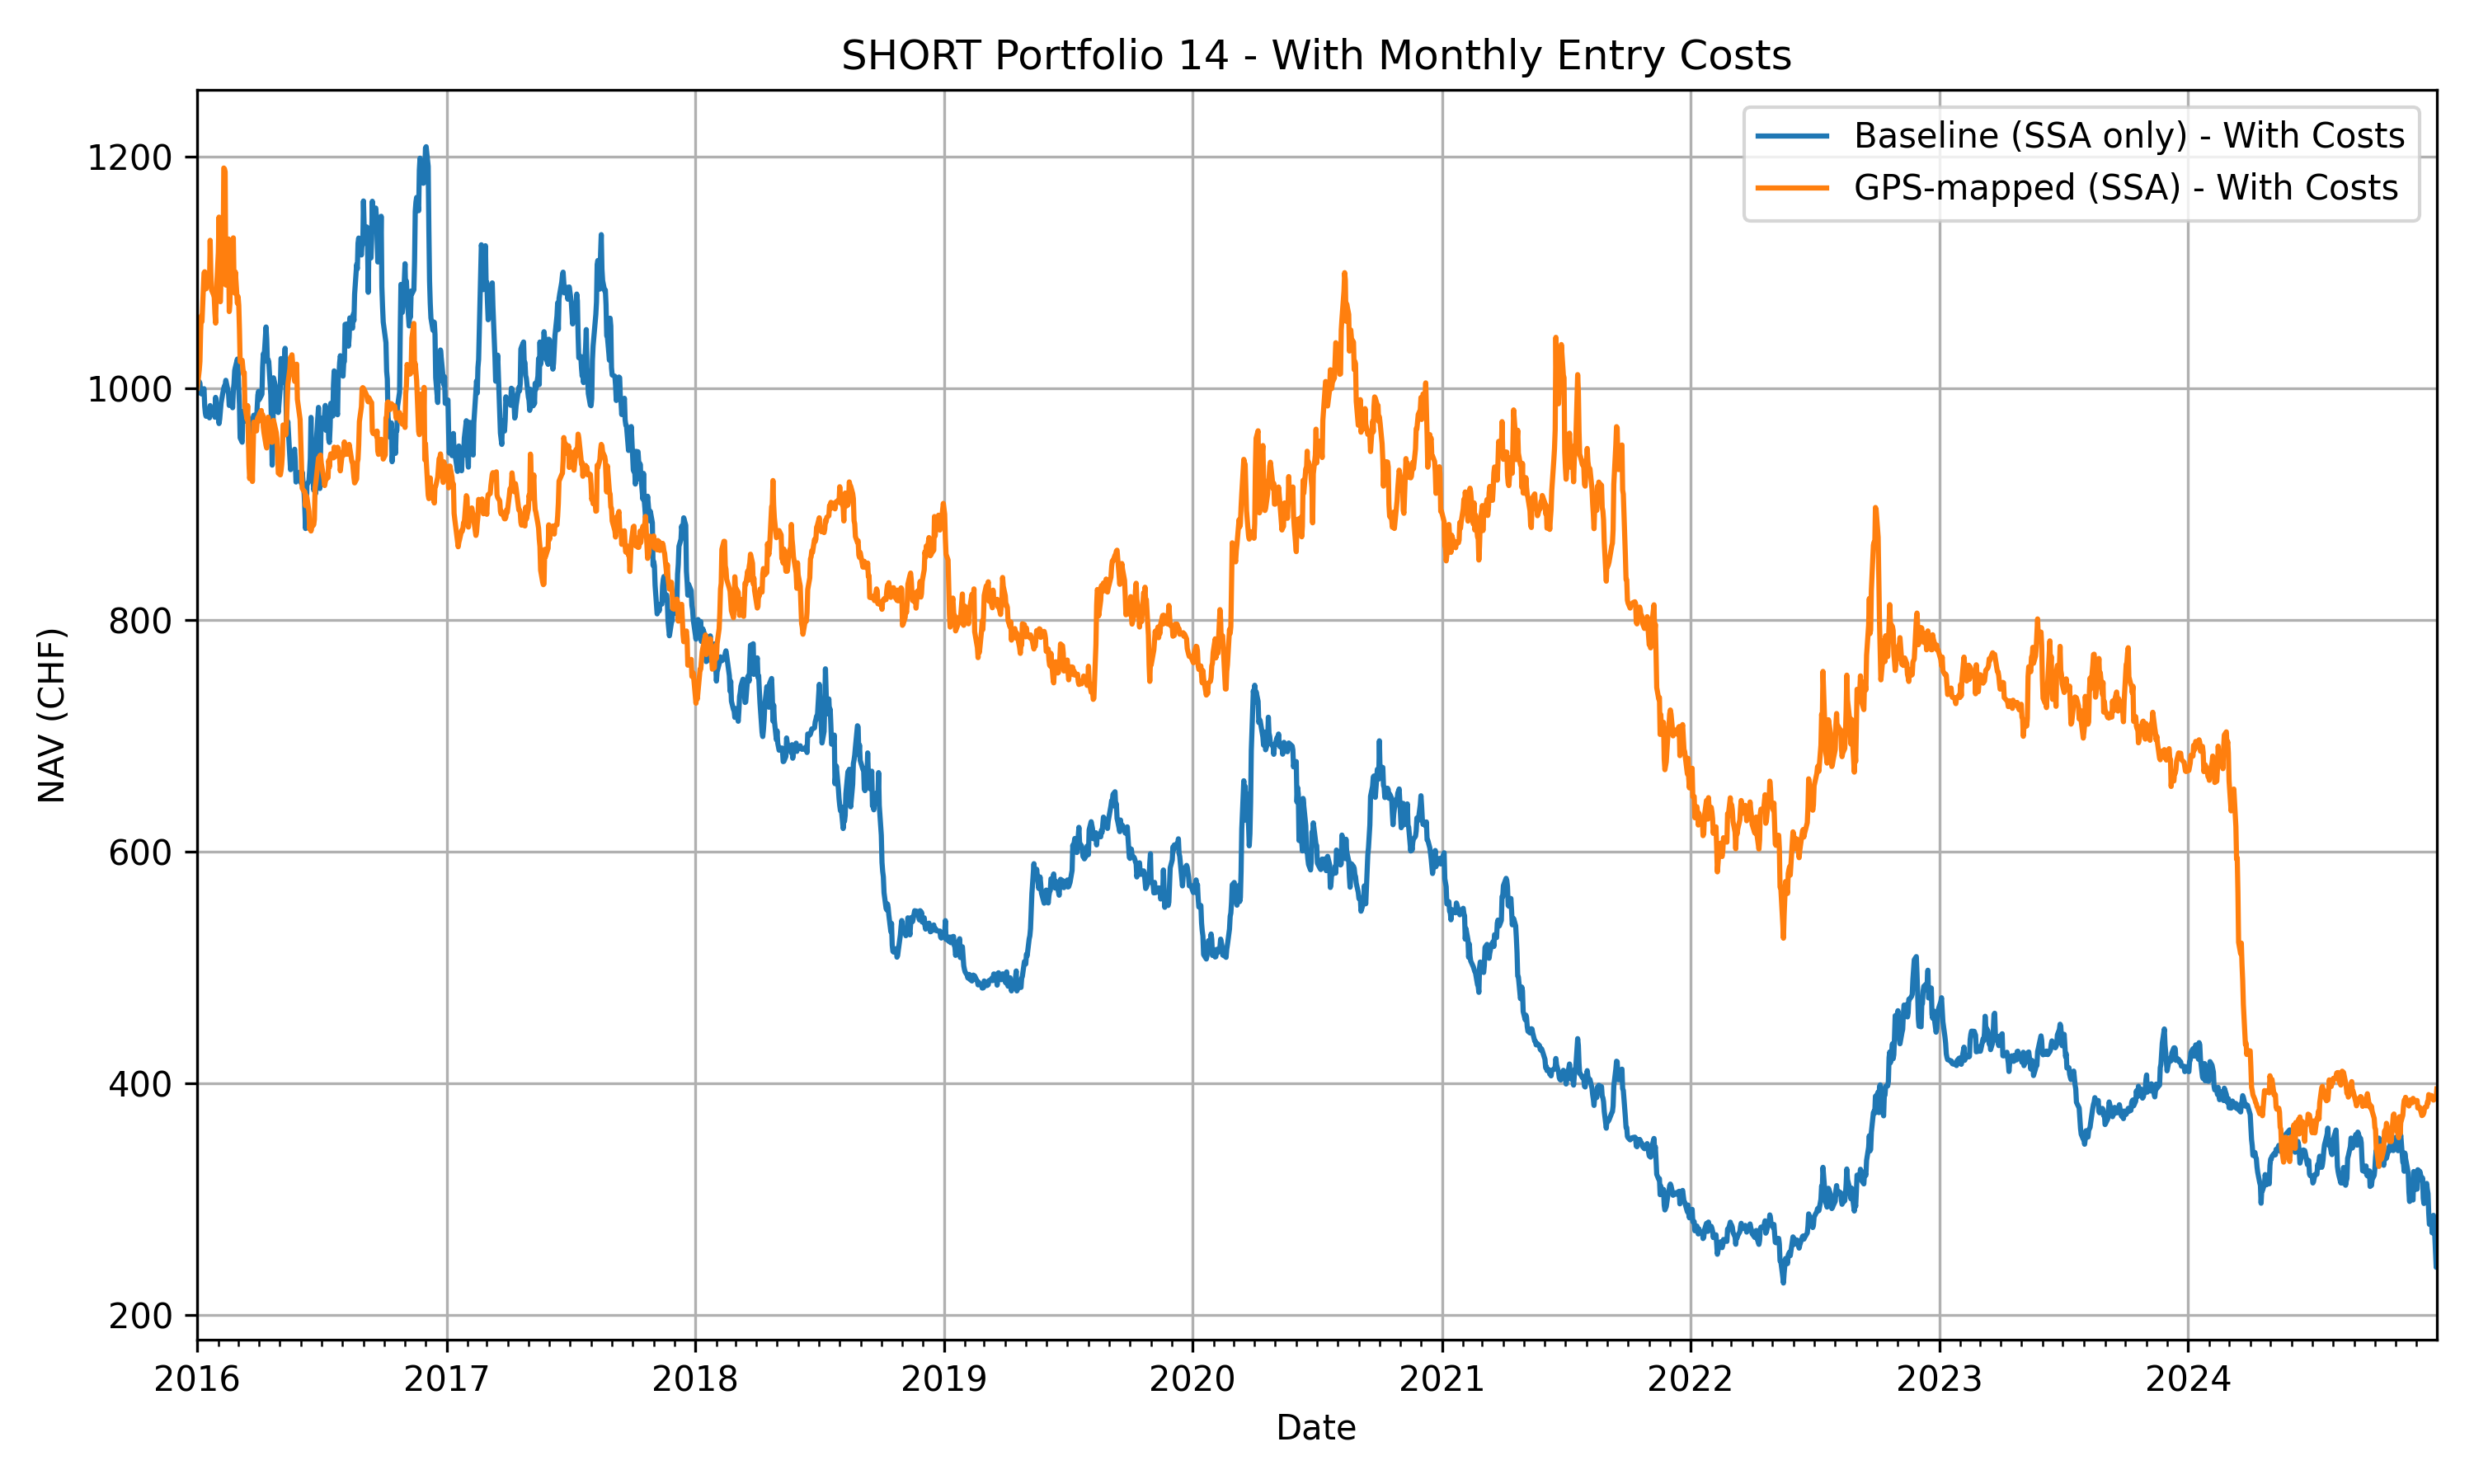 SHORT Portfolio 14 - With Monthly Entry Costs
Baseline (SSA only) - With Costs
GPS-mapped (SSA) - With Costs
NAV (CHF)
1200
1000
800
600
400
200
2016 2017 2018 2019 2020 2021 2022 2023 2024
Date